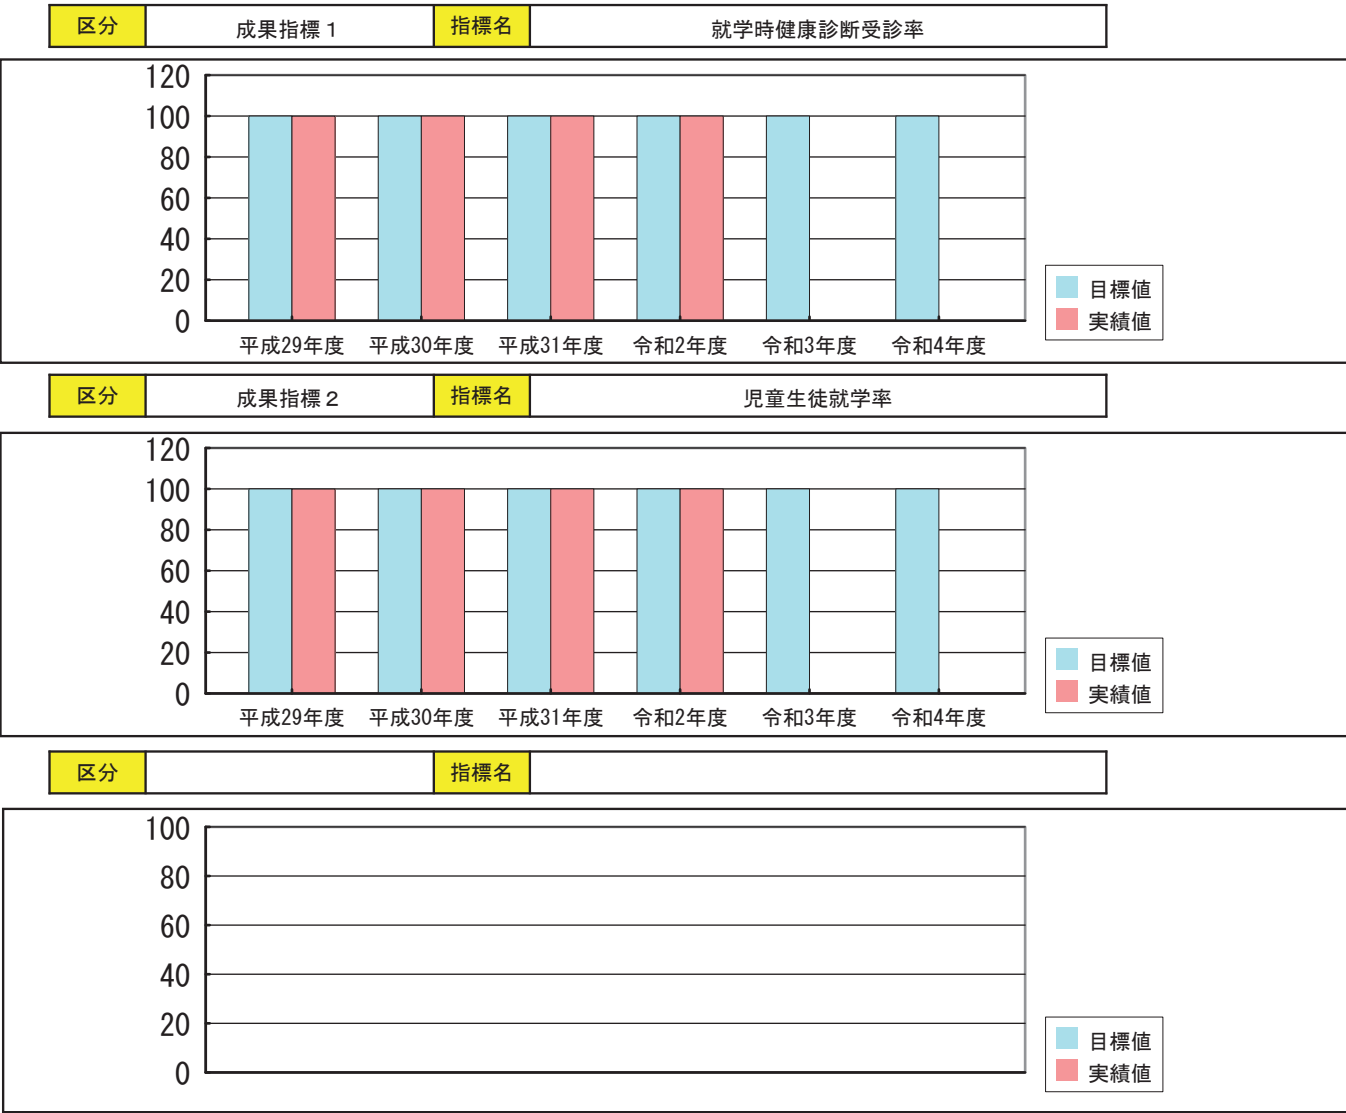 区分 成果指標１ 指標名 就学時健康診断受診率
120
100
80
60
40
20
0
平成29年度 平成30年度 平成31年度 令和2年度 令和3年度 令和4年度
目標値
実績値
区分 成果指標２ 指標名 児童生徒就学率
120
100
80
60
40
20
0
平成29年度 平成30年度 平成31年度 令和2年度 令和3年度 令和4年度
目標値
実績値
区分 指標名
100
80
60
40
20
0
目標値
実績値